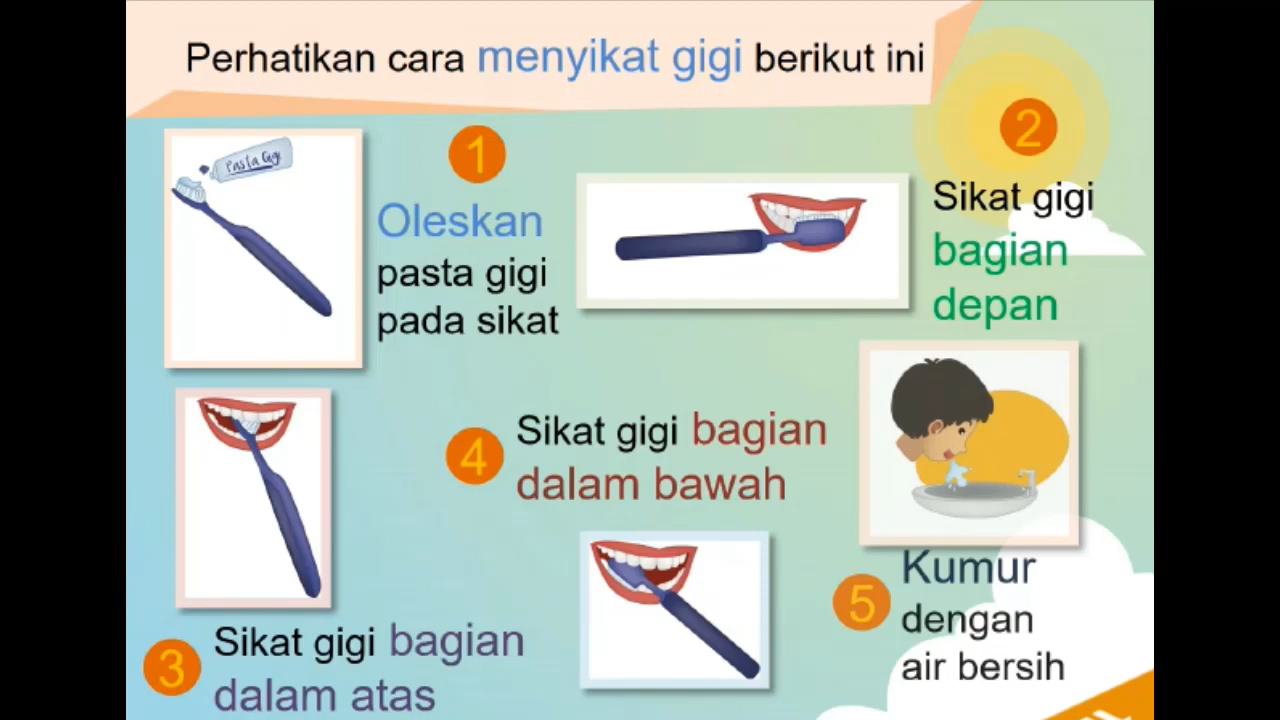 Perhatikan cara menyikat gigi berikut ini
Pasta Gigi
1
Oleskan
pasta gigi
pada sikat
2
Sikat gigi
bagian
depan
3
Sikat gigi bagian
dalam atas
4
Sikat gigi bagian
dalam bawah
5
Kumur
dengan
air bersih